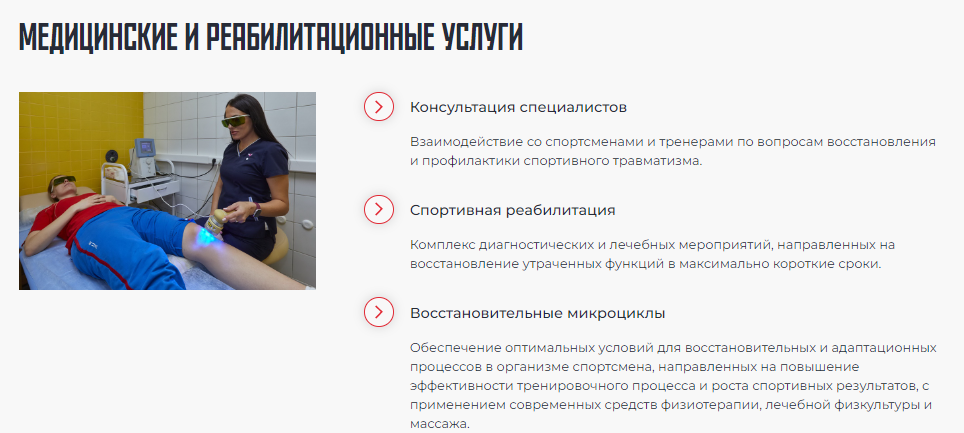 МЕДИЦИНСКИЕ И РЕАБИЛИТАЦИОННЫЕ УСЛУГИ
Консультация специалистов
Взаимодействие со спортсменами и тренерами по вопросам восстановления
и профилактики спортивного травматизма.
Спортивная реабилитация
Комплекс диагностических и лечебных мероприятий, направленных на
восстановление утраченных функций в максимально короткие сроки.
Восстановительные микроциклы
Обеспечение оптимальных условий для восстановительных и адаптационных
процессов в организме спортсмена, направленных на повышение
эффективности тренировочного процесса и роста спортивных результатов, с
применением современных средств физиотерапии, лечебной физкультуры и
массажа.